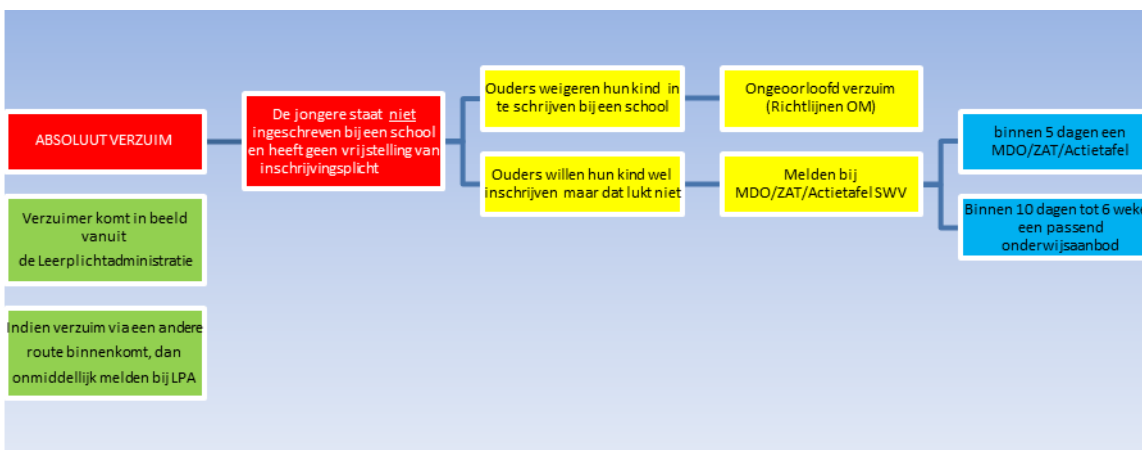 ABSOLUUT VERZUIM
De jongere staat niet
ingeschreven bij een school
en heeft geen vrijstelling van
inschrijvingsplicht
Ouders weigeren hun kind in
te schrijven bij een school
Ongeoorloofd verzuim
(Richtlijnen OM)
Ouders willen hun kind wel
inschrijven maar dat lukt niet
Melden bij
MDO/ZAT/Actietafel SWV
binnen 5 dagen een
MDO/ZAT/Actietafel
Binnen 10 dagen tot 6 weke
een passend
onderwijsaanbod
Verzuimer komt in beeld
vanuit
de Leerplichtadministratie
Indien verzuim via een andere
route binnenkomt, dan
onmiddellijk melden bij LPA